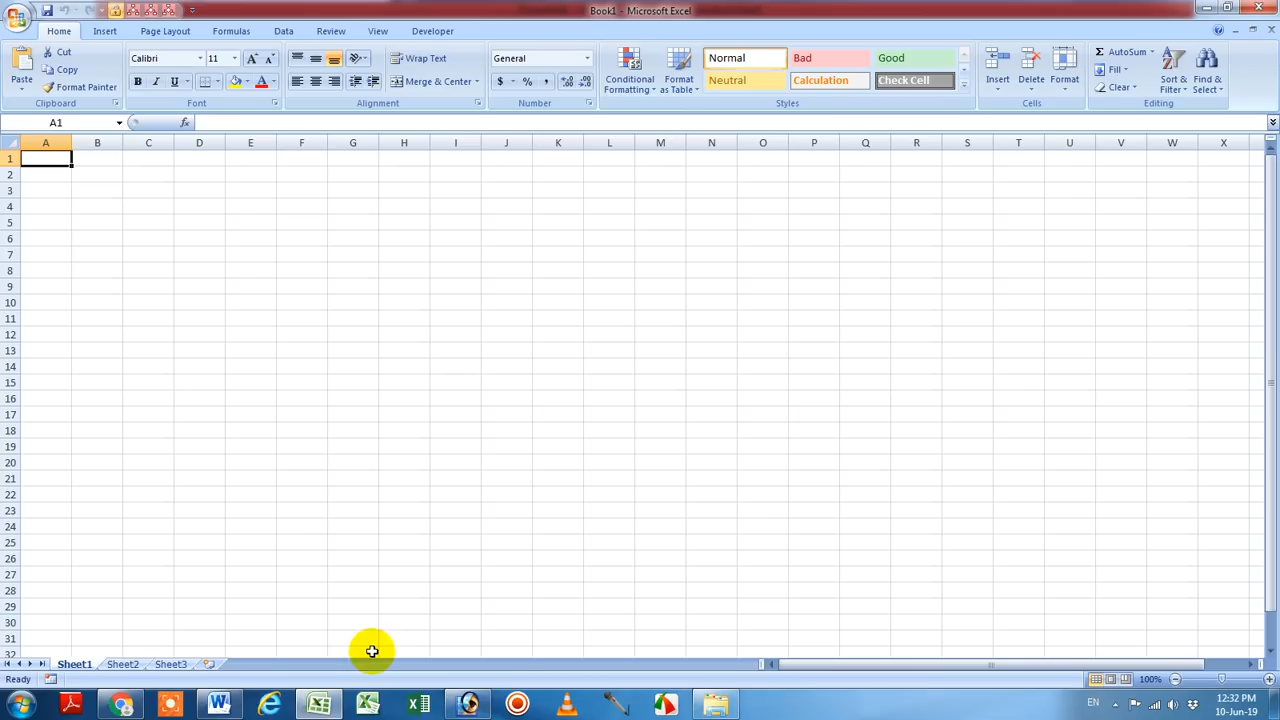 Book1 - Microsoft Excel
Home Insert Page Layout Formulas Data Review View Developer
Paste
Cut
Copy
Format Painter
Clipboard
Calibri 11
B I U
Font
Wrap Text
Merge & Center
Alignment
General
$ % ,
Number
Conditional Formatting
Format as Table
Normal Bad Good
Neutral Calculation Check Cell
Styles
Insert Delete Format
Cells
AutoSum
Fill
Clear
Sort & Filter
Find & Select
Editing
A1 fx
A B C D E F G H I J K L M N O P Q R S T U V W X
1
2
3
4
5
6
7
8
9
10
11
12
13
14
15
16
17
18
19
20
21
22
23
24
25
26
27
28
29
30
31
32
Sheet1 Sheet2 Sheet3
Ready 100%
EN 12:32 PM
10-Jun-19